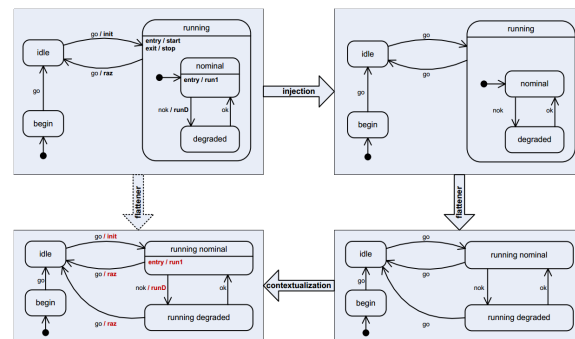 go / init
running
entry / start
exit / stop
idle
nominal
entry / run1
go / raz
go
nok / runD
ok
begin
degraded
injection
go
running
idle
nominal
go
go
nok
ok
begin
degraded
flattener
flattener
go / init
idle
running nominal
entry / run1
go / raz
go
nok / runD
ok
begin
running degraded
go / raz
contextualization
go
idle
running nominal
go
go
nok
ok
begin
running degraded
go